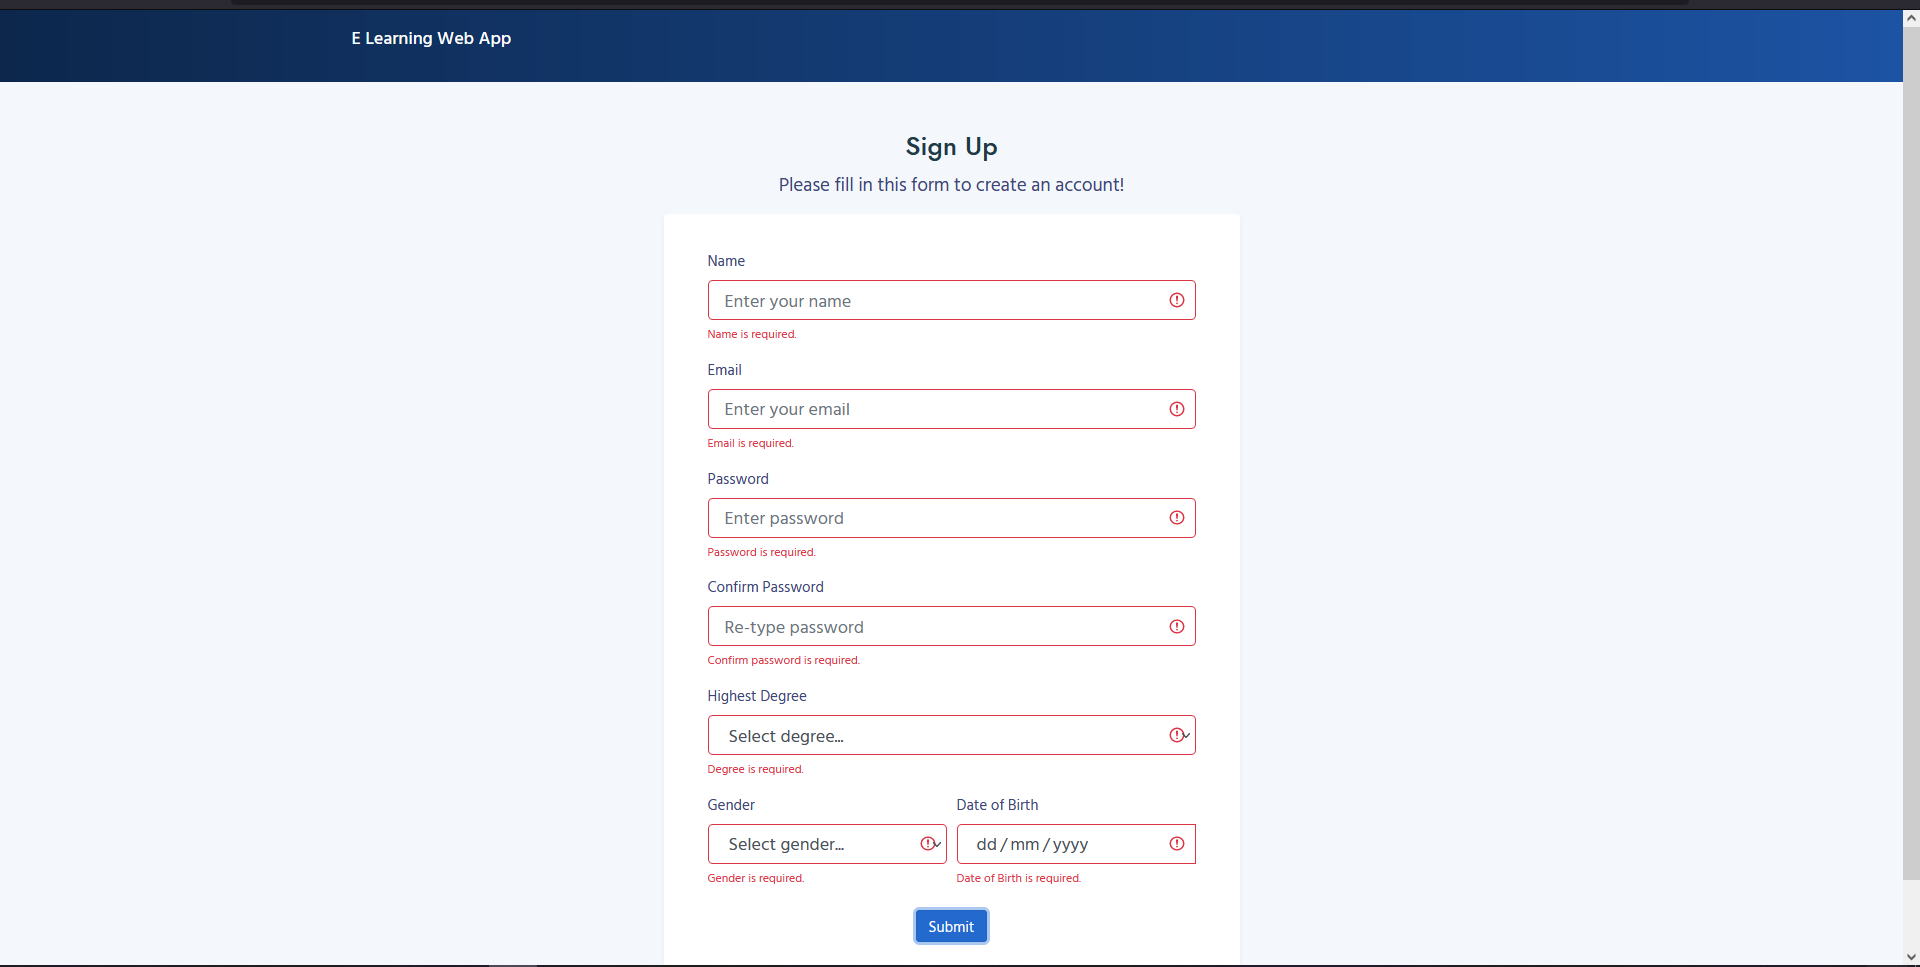 E Learning Web App
Sign Up
Please fill in this form to create an account!
Name
Enter your name
Name is required.
Email
Enter your email
Email is required.
Password
Enter password
Password is required.
Confirm Password
Re-type password
Confirm password is required.
Highest Degree
Select degree...
Degree is required.
Gender Date of Birth
Select gender... dd/mm/yyyy
Gender is required. Date of Birth is required.
Submit